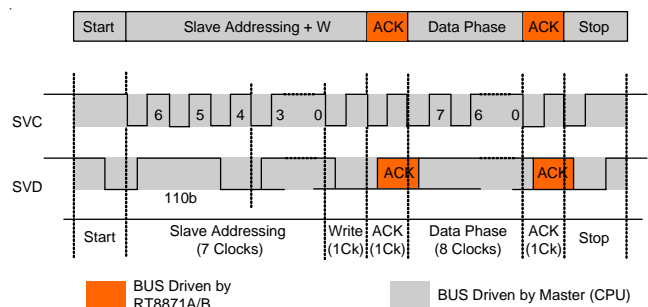 Start Slave Addressing + W ACK Data Phase ACK Stop
SVC 6 5 4 3 0 7 6 0
SVD ACK ACK
110b
Start Slave Addressing (7 Clocks) Write (1Ck) ACK (1Ck) Data Phase (8 Clocks) ACK (1Ck) Stop
BUS Driven by RT8871A/B
BUS Driven by Master (CPU)